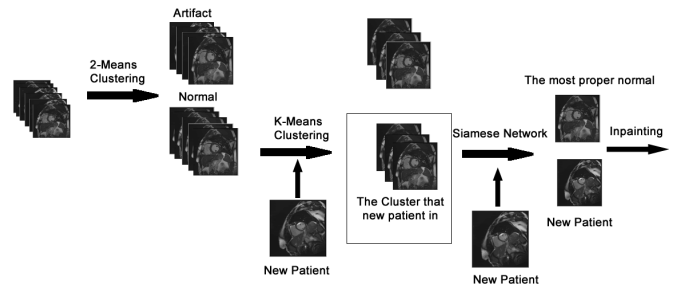 Artifact
2-Means
Clustering
Normal
K-Means
Clustering
New Patient
The Cluster that
new patient in
Siamese Network
New Patient
The most proper normal
New Patient
Inpainting